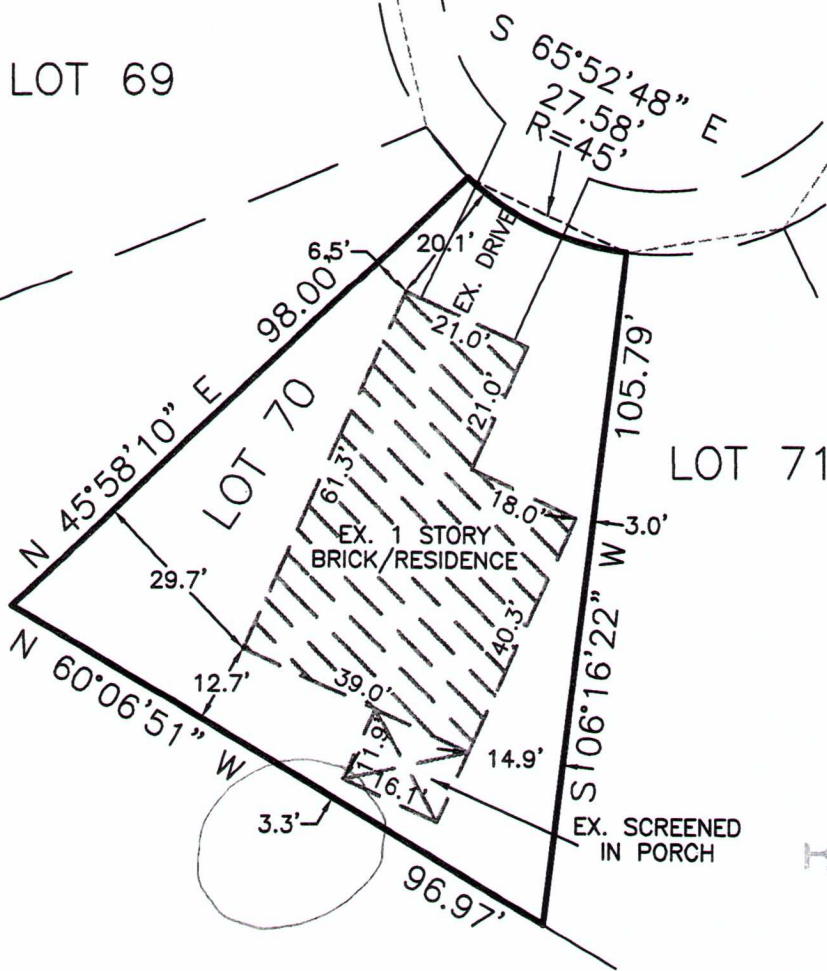 S 65°52'48" E
27.58'
R=45'
LOT 69
6.5'
20.1'
EX. DRIVE
98.00'
21.0'
N 45°58'10" E
LOT 70
21.0'
105.79'
61.3'
LOT 71
18.0'
3.0'
EX. 1 STORY
BRICK/RESIDENCE
29.7'
40.3'
S 06°16'22" W
12.7'
39.0'
N 60°06'51" W
11.9'
14.9'
16.1'
3.3'
EX. SCREENED
IN PORCH
96.97'